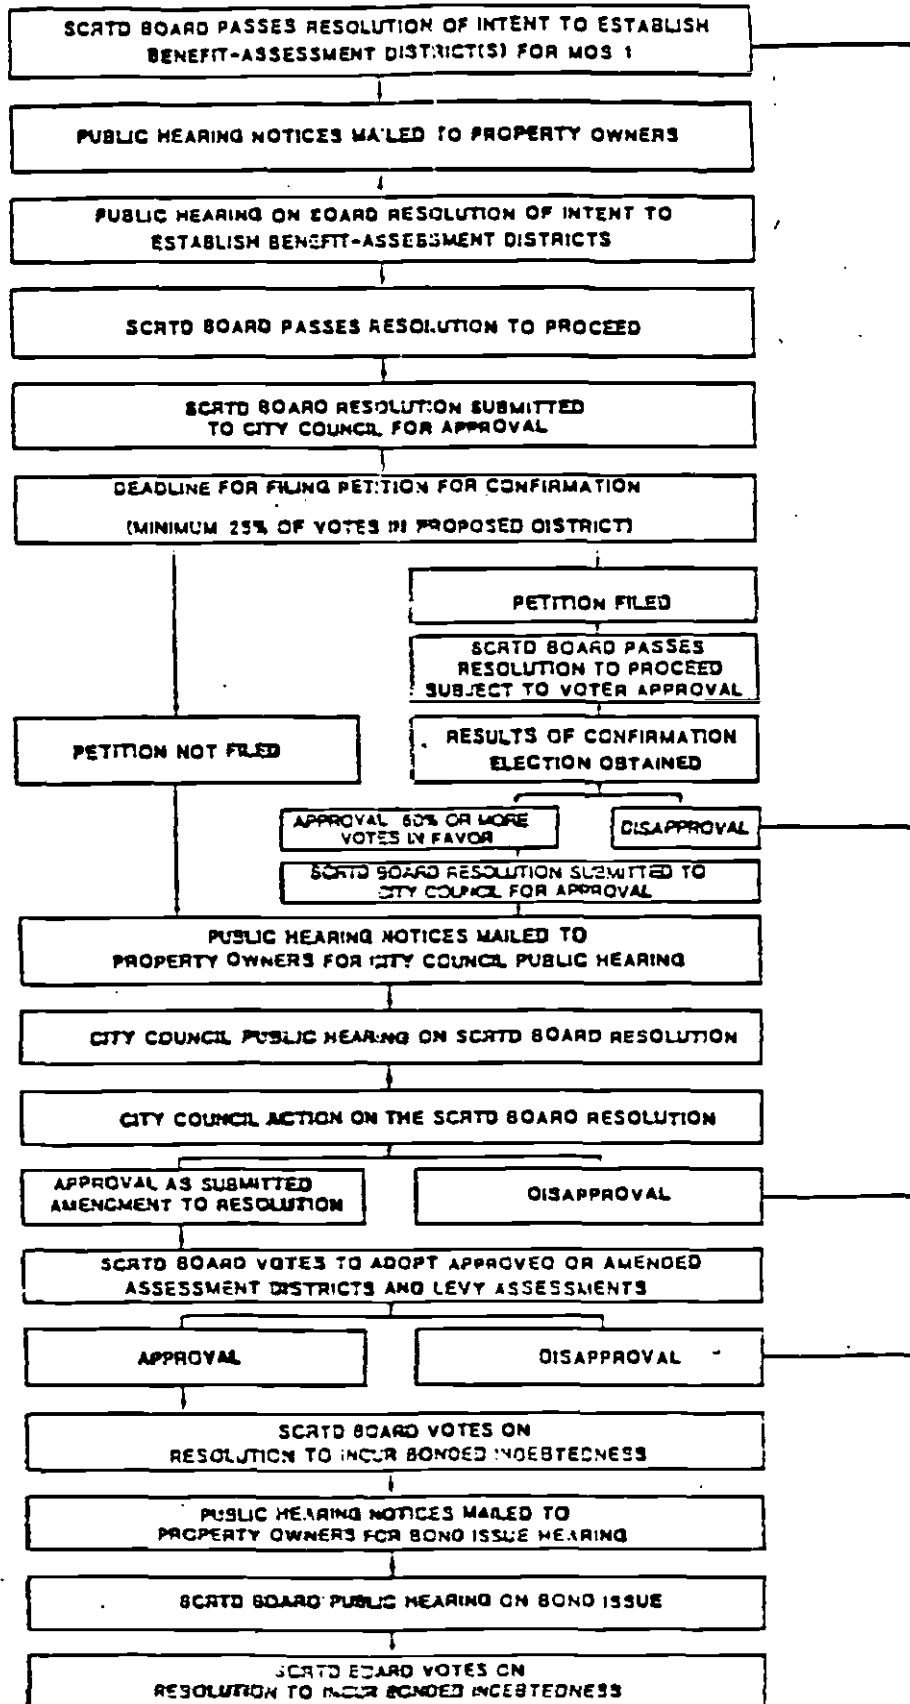 SCRTD BOARD PASSES RESOLUTION OF INTENT TO ESTABLISH
BENEFIT-ASSESSMENT DISTRICT(S) FOR MOS 1
PUBLIC HEARING NOTICES MAILED TO PROPERTY OWNERS
PUBLIC HEARING ON BOARD RESOLUTION OF INTENT TO
ESTABLISH BENEFIT-ASSESSMENT DISTRICTS
SCRTD BOARD PASSES RESOLUTION TO PROCEED
SCRTD BOARD RESOLUTION SUBMITTED
TO CITY COUNCIL FOR APPROVAL
DEADLINE FOR FILING PETITION FOR CONFIRMATION
(MINIMUM 25% OF VOTES IN PROPOSED DISTRICT)
PETITION FILED
SCRTD BOARD PASSES
RESOLUTION TO PROCEED
SUBJECT TO VOTER APPROVAL
PETITION NOT FILED
RESULTS OF CONFIRMATION
ELECTION OBTAINED
APPROVAL OR MORE
VOTES IN FAVOR
DISAPPROVAL
SCRTD BOARD RESOLUTION SUBMITTED TO
CITY COUNCIL FOR APPROVAL
PUBLIC HEARING NOTICES MAILED TO
PROPERTY OWNERS FOR CITY COUNCIL PUBLIC HEARING
CITY COUNCIL PUBLIC HEARING ON SCRTD BOARD RESOLUTION
CITY COUNCIL ACTION ON THE SCRTD BOARD RESOLUTION
APPROVAL AS SUBMITTED
AMENDMENT TO RESOLUTION
DISAPPROVAL
SCRTD BOARD VOTES TO ADOPT APPROVED OR AMENDED
ASSESSMENT DISTRICTS AND LEVY ASSESSMENTS
APPROVAL
DISAPPROVAL
SCRTD BOARD VOTES ON
RESOLUTION TO INCUR BONDED INDEBTEDNESS
PUBLIC HEARING NOTICES MAILED TO
PROPERTY OWNERS FOR BOND ISSUE HEARING
SCRTD BOARD PUBLIC HEARING ON BOND ISSUE
SCRTD BOARD VOTES ON
RESOLUTION TO INCUR BONDED INDEBTEDNESS